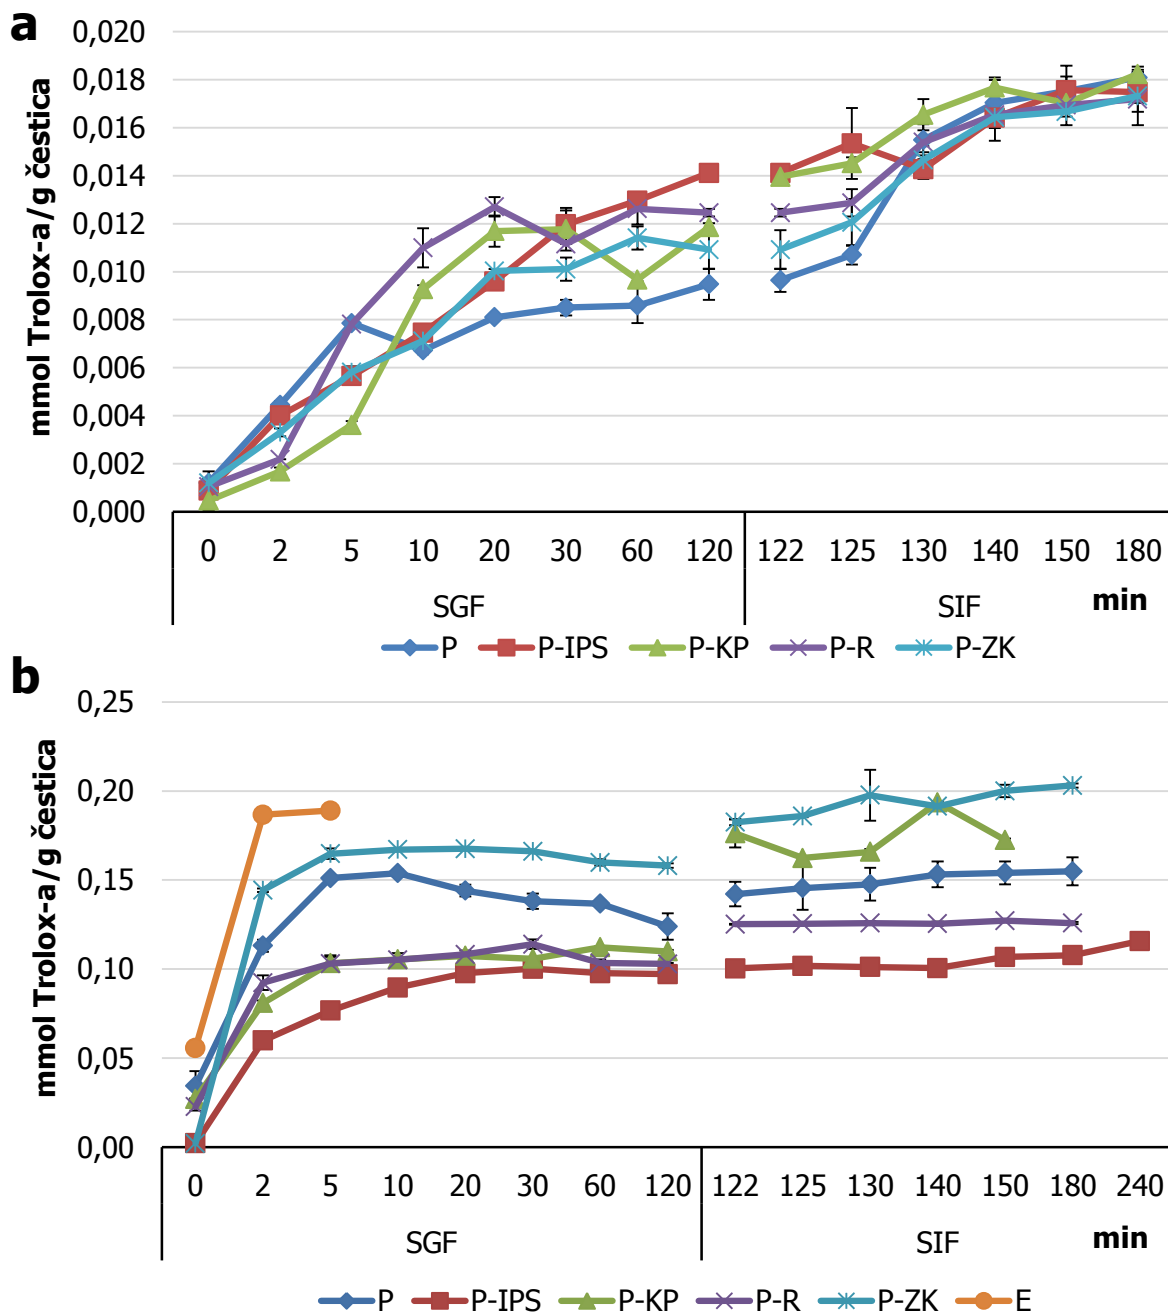 a
mmol Trolox-a/g čestica
0,020
0,018
0,016
0,014
0,012
0,010
0,008
0,006
0,004
0,002
0,000
0 2 5 10 20 30 60 120 122 125 130 140 150 180
SGF SIF min
P P-IPS P-KP P-R P-ZK
b
mmol Trolox-a/g čestica
0,25
0,20
0,15
0,10
0,05
0,00
0 2 5 10 20 30 60 120 122 125 130 140 150 180 240
SGF SIF min
P P-IPS P-KP P-R P-ZK E